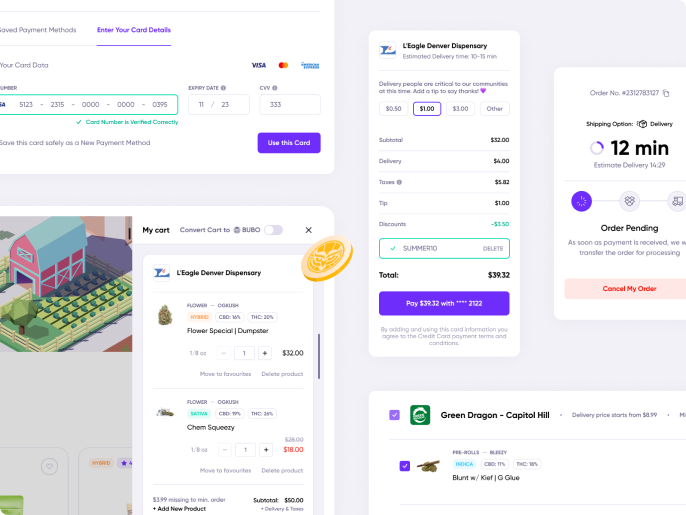 Saved Payment Methods
Enter Your Card Details
Your Card Data
VISA
AMERICAN EXPRESS
NUMBER
EXPIRY DATE
CVV
5123 - 2315 - 0000 - 0000 - 0395
11 / 23
333
Card Number is Verified Correctly
Save this card safely as a New Payment Method
Use this Card
My cart
Convert Cart to BUBO
L'Eagle Denver Dispensary
FLOWER — OGKUSH
HYBRID
CBD: 16%
THC: 20%
Flower Special | Dumpster
1/8 oz
− 1 +
$32.00
Move to favourites
Delete product
FLOWER — OGKUSH
SATIVA
CBD: 19%
THC: 26%
Chem Squeezy
$28.00
1/8 oz
− 1 +
$18.00
Move to favourites
Delete product
$3.99 missing to min. order
Subtotal: $50.00
+ Add New Product
+ Delivery & Taxes
HYBRID
4
L'Eagle Denver Dispensary
Estimated Delivery time: 10-15 min
Delivery people are critical to our communities
at this time. Add a tip to say thanks! 💜
$0.50
$1.00
$3.00
Other
Subtotal
$32.00
Delivery
$4.00
Taxes
$5.82
Tip
$1.00
Discounts
-$3.50
SUMMER10
DELETE
Total:
$39.32
Pay $39.32 with **** 2122
By adding and using this card information you
agree to the Credit Card payment terms and
conditions.
Order No. #2312783127
Shipping Option:
Delivery
12 min
Estimate Delivery 14:29
Order Pending
As soon as payment is received, we w
transfer the order for processing
Cancel My Order
Green Dragon - Capitol Hill
Delivery price starts from $8.99
Mi
PRE-ROLLS — BLEEZY
INDICA
CBD: 11%
THC: 18%
Blunt w/ Kief | G Glue